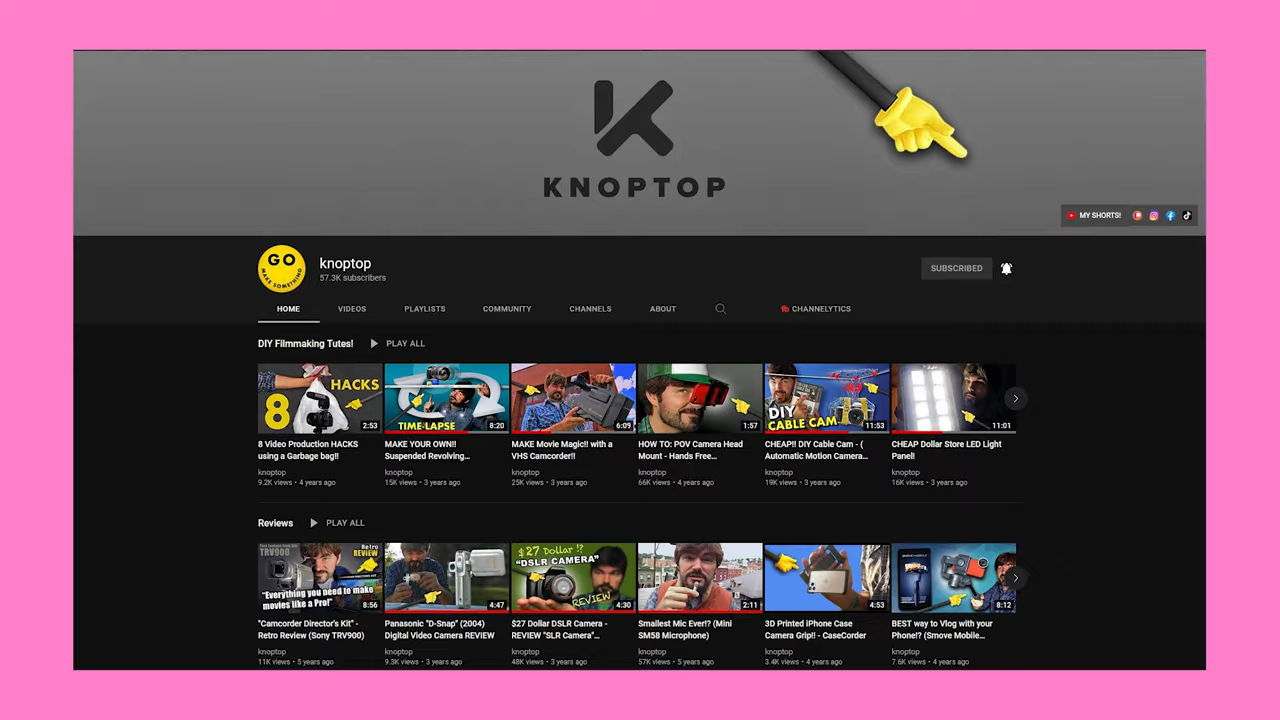 KNOPTOP
MY SHORTS!
GO
MAKE SOMETHING
knoptop
57.3K subscribers
SUBSCRIBED
HOME VIDEOS PLAYLISTS COMMUNITY CHANNELS ABOUT CHANNELYTICS
DIY Filmmaking Tutes! PLAY ALL
8 HACKS
2:53
TIME-LAPSE
8:20
6:09
1:57
DIY
CABLE CAM
11:53
11:01
8 Video Production HACKS
using a Garbage bag!!
knoptop
9.2K views • 4 years ago
MAKE YOUR OWN!!
Suspended Revolving...
knoptop
15K views • 3 years ago
MAKE Movie Magic!! with a
VHS Camcorder!!
knoptop
25K views • 3 years ago
HOW TO: POV Camera Head
Mount - Hands Free...
knoptop
66K views • 4 years ago
CHEAP!! DIY Cable Cam - (
Automatic Motion Camera...
knoptop
19K views • 3 years ago
CHEAP Dollar Store LED Light
Panel!
knoptop
16K views • 3 years ago
Reviews PLAY ALL
TRV900
Retro
REVIEW
"Everything you need to make
movies like a Pro!"
8:56
4:47
$27 Dollar !?
"DSLR CAMERA"
REVIEW
4:30
2:11
4:53
8:12
"Camcorder Director's Kit" -
Retro Review (Sony TRV900)
knoptop
11K views • 5 years ago
Panasonic "D-Snap" (2004)
Digital Video Camera REVIEW
knoptop
9.3K views • 3 years ago
$27 Dollar DSLR Camera -
REVIEW "SLR Camera"...
knoptop
48K views • 3 years ago
Smallest Mic Ever!? (Mini
SM58 Microphone)
knoptop
57K views • 5 years ago
3D Printed iPhone Case
Camera Grip!! - CaseCorder
knoptop
3.4K views • 4 years ago
BEST way to Vlog with your
Phone!? (Smove Mobile...
knoptop
7.6K views • 4 years ago